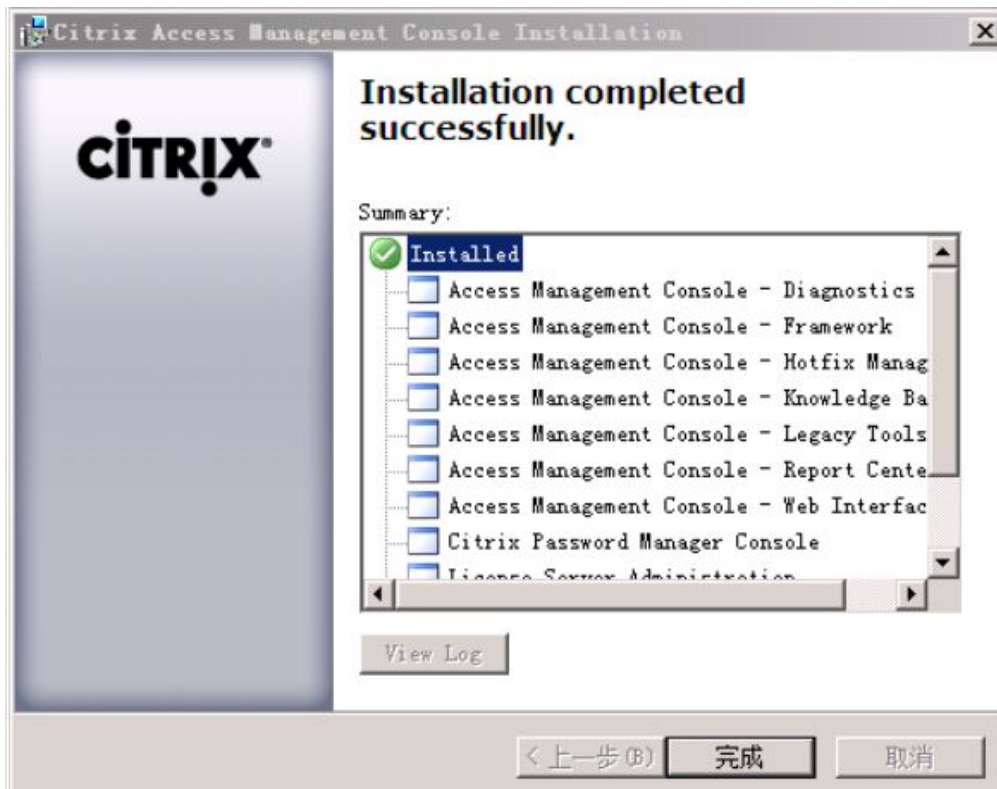 Citrix Access Management Console Installation
CiTRIX®
Installation completed
successfully.
Summary:
Installed
Access Management Console - Diagnostics
Access Management Console - Framework
Access Management Console - Hotfix Manag
Access Management Console - Knowledge Ba
Access Management Console - Legacy Tools
Access Management Console - Report Cente
Access Management Console - Web Interfac
Citrix Password Manager Console
License Server Administration
View Log
< 上一步(B)
完成
取消